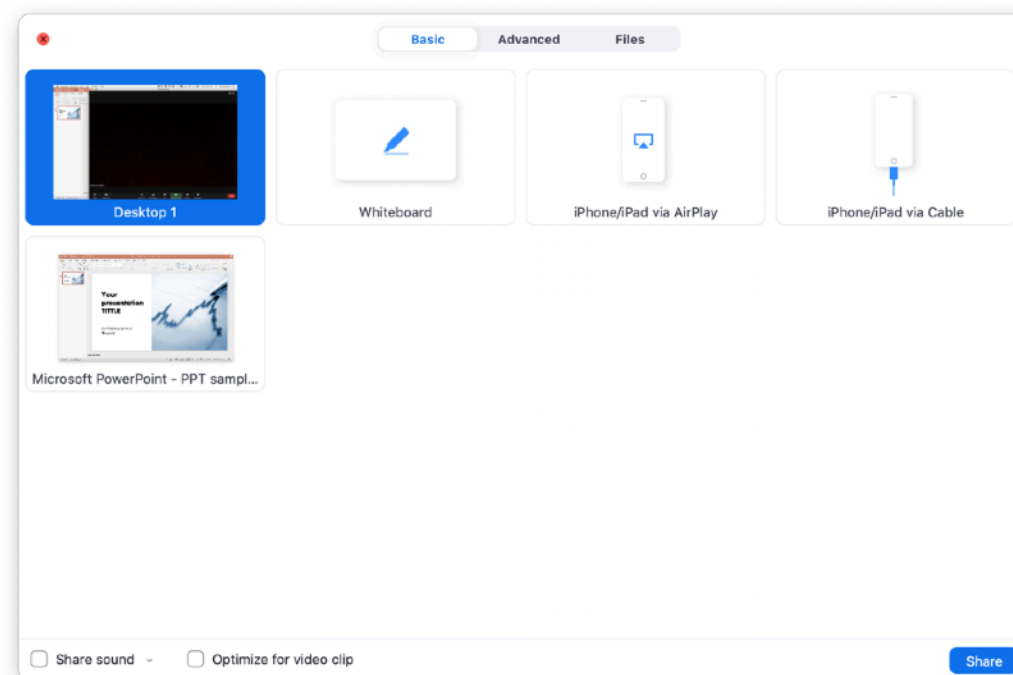 Basic
Advanced
Files
Desktop 1
Whiteboard
iPhone/iPad via AirPlay
iPhone/iPad via Cable
Your
presentation
TITTLE
Microsoft PowerPoint - PPT sampl...
Share sound
Optimize for video clip
Share